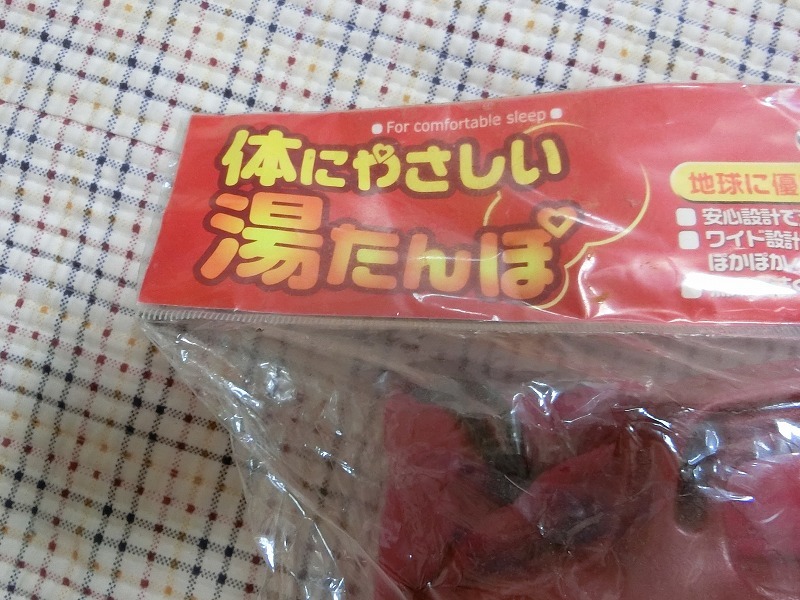 For comfortable sleep
体にやさしい
湯たんぽ
地球に優
安心設計で
ワイド設計
ぽかぽか